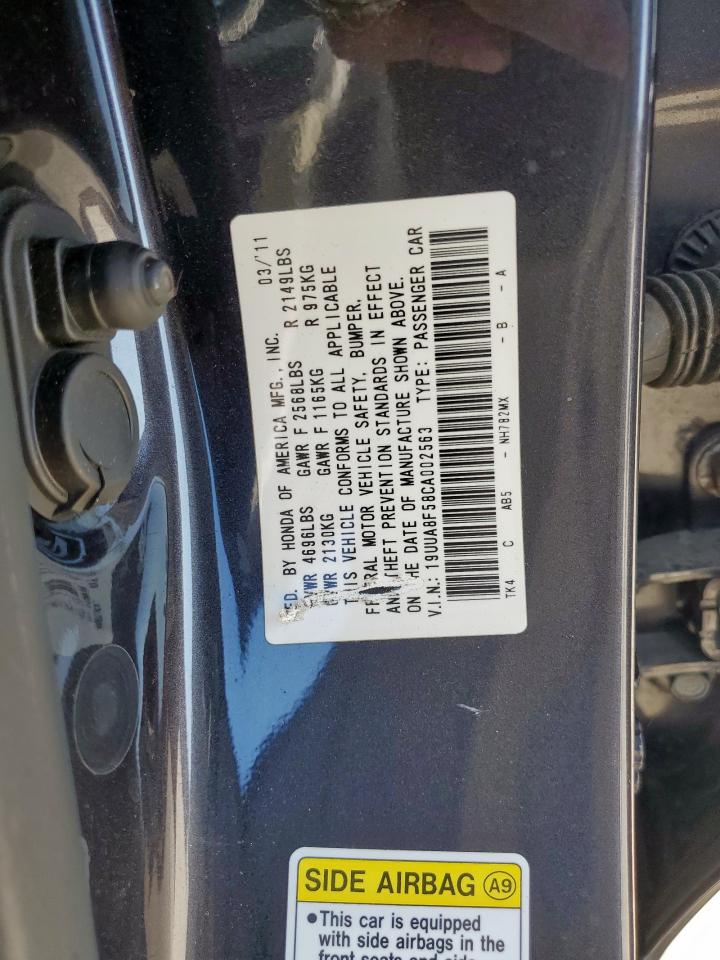 BY HONDA OF AMERICA MFG., INC. 03/'11
GVWR 4696LBS GAWR F 2568LBS R 2149LBS
GVWR 2130KG GAWR F 1165KG R 975KG
THIS VEHICLE CONFORMS TO ALL APPLICABLE
MOTOR VEHICLE SAFETY, BUMPER,
THEFT PREVENTION STANDARDS IN EFFECT
ON THE DATE OF MANUFACTURE SHOWN ABOVE.
V.I.N.: 19UUA8F58CA002563 TYPE: PASSENGER CAR
TK4 C AB5 - NH782MX - B - A
SIDE AIRBAG A9
•This car is equipped
with side airbags in the
front seats and side